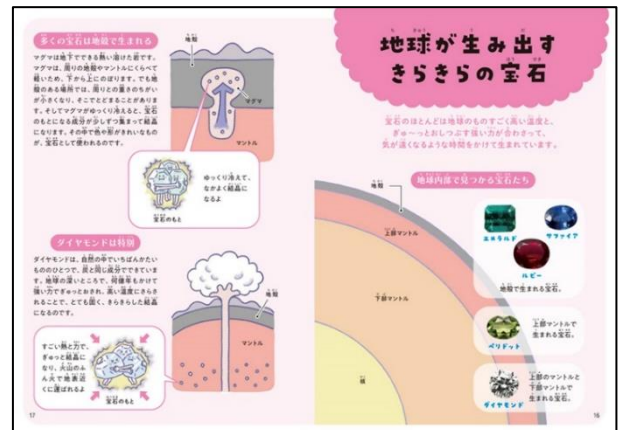 地球が生み出す
きらきらの宝石
宝石のほとんどは地球のものすごく高い温度と、
ぎゅ〜っとおしつぶす強い力が合わさって、
気が遠くなるような時間をかけて生まれています。
地球内部で見つかる宝石たち
地殻
上部マントル
下部マントル
核
エメラルド
サファイア
ルビー
地殻で生まれる宝石。
ペリドット
上部マントルで
生まれる宝石。
ダイヤモンド
上部のマントルと
下部マントルで
生まれる宝石。
16
多くの宝石は地殻で生まれる
マグマは地下でできる熱い溶けた岩です。
マグマは、周りの地殻やマントルにくらべて
軽いため、下から上にのぼります。でも地
殻のある場所では、周りとの重さのちがい
が小さくなり、そこでとどまることがありま
す。そしてマグマがゆっくり冷えると、宝石
のもとになる成分が少しずつ集まって結晶
になります。その中で色や形がきれいなもの
が、宝石として使われるのです。
地殻
マグマ
マントル
ゆっくり冷えて、
なかよく結晶に
なるよ
宝石のもと
ダイヤモンドは特別
ダイヤモンドは、自然の中でいちばんかたい
もののひとつで、炭と同じ成分でできていま
す。地球の深いところで、何億年もかけて
強い力でぎゅっとおされ、高い温度にさらさ
れることで、とても固く、きらきらした結晶
になるのです。
地殻
マントル
すごい熱と力で、
ぎゅっと結晶に
なり、火山のふ
ん火で地表近
くに運ばれるよ
宝石のもと
17